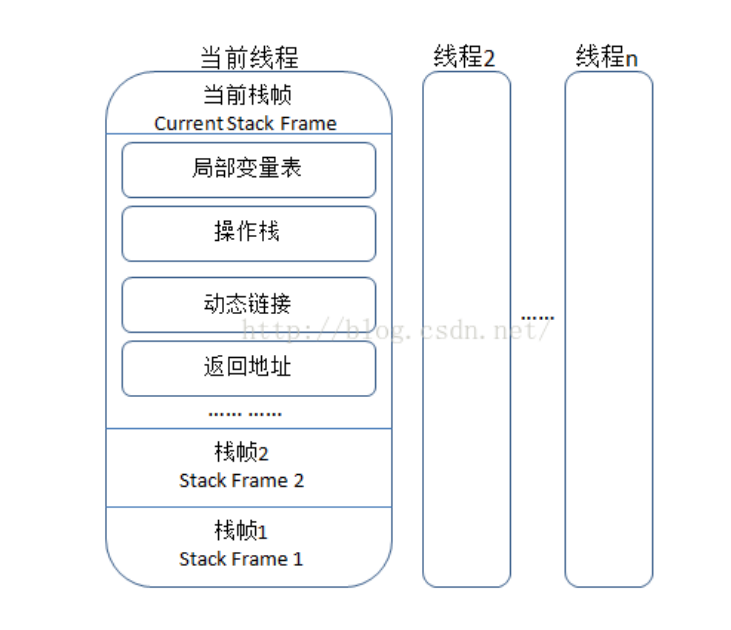 当前线程
线程2
线程n
当前栈帧
Current Stack Frame
局部变量表
操作栈
动态链接
http://blog.csdn.net/
......
返回地址
...... ......
栈帧2
Stack Frame 2
栈帧1
Stack Frame 1